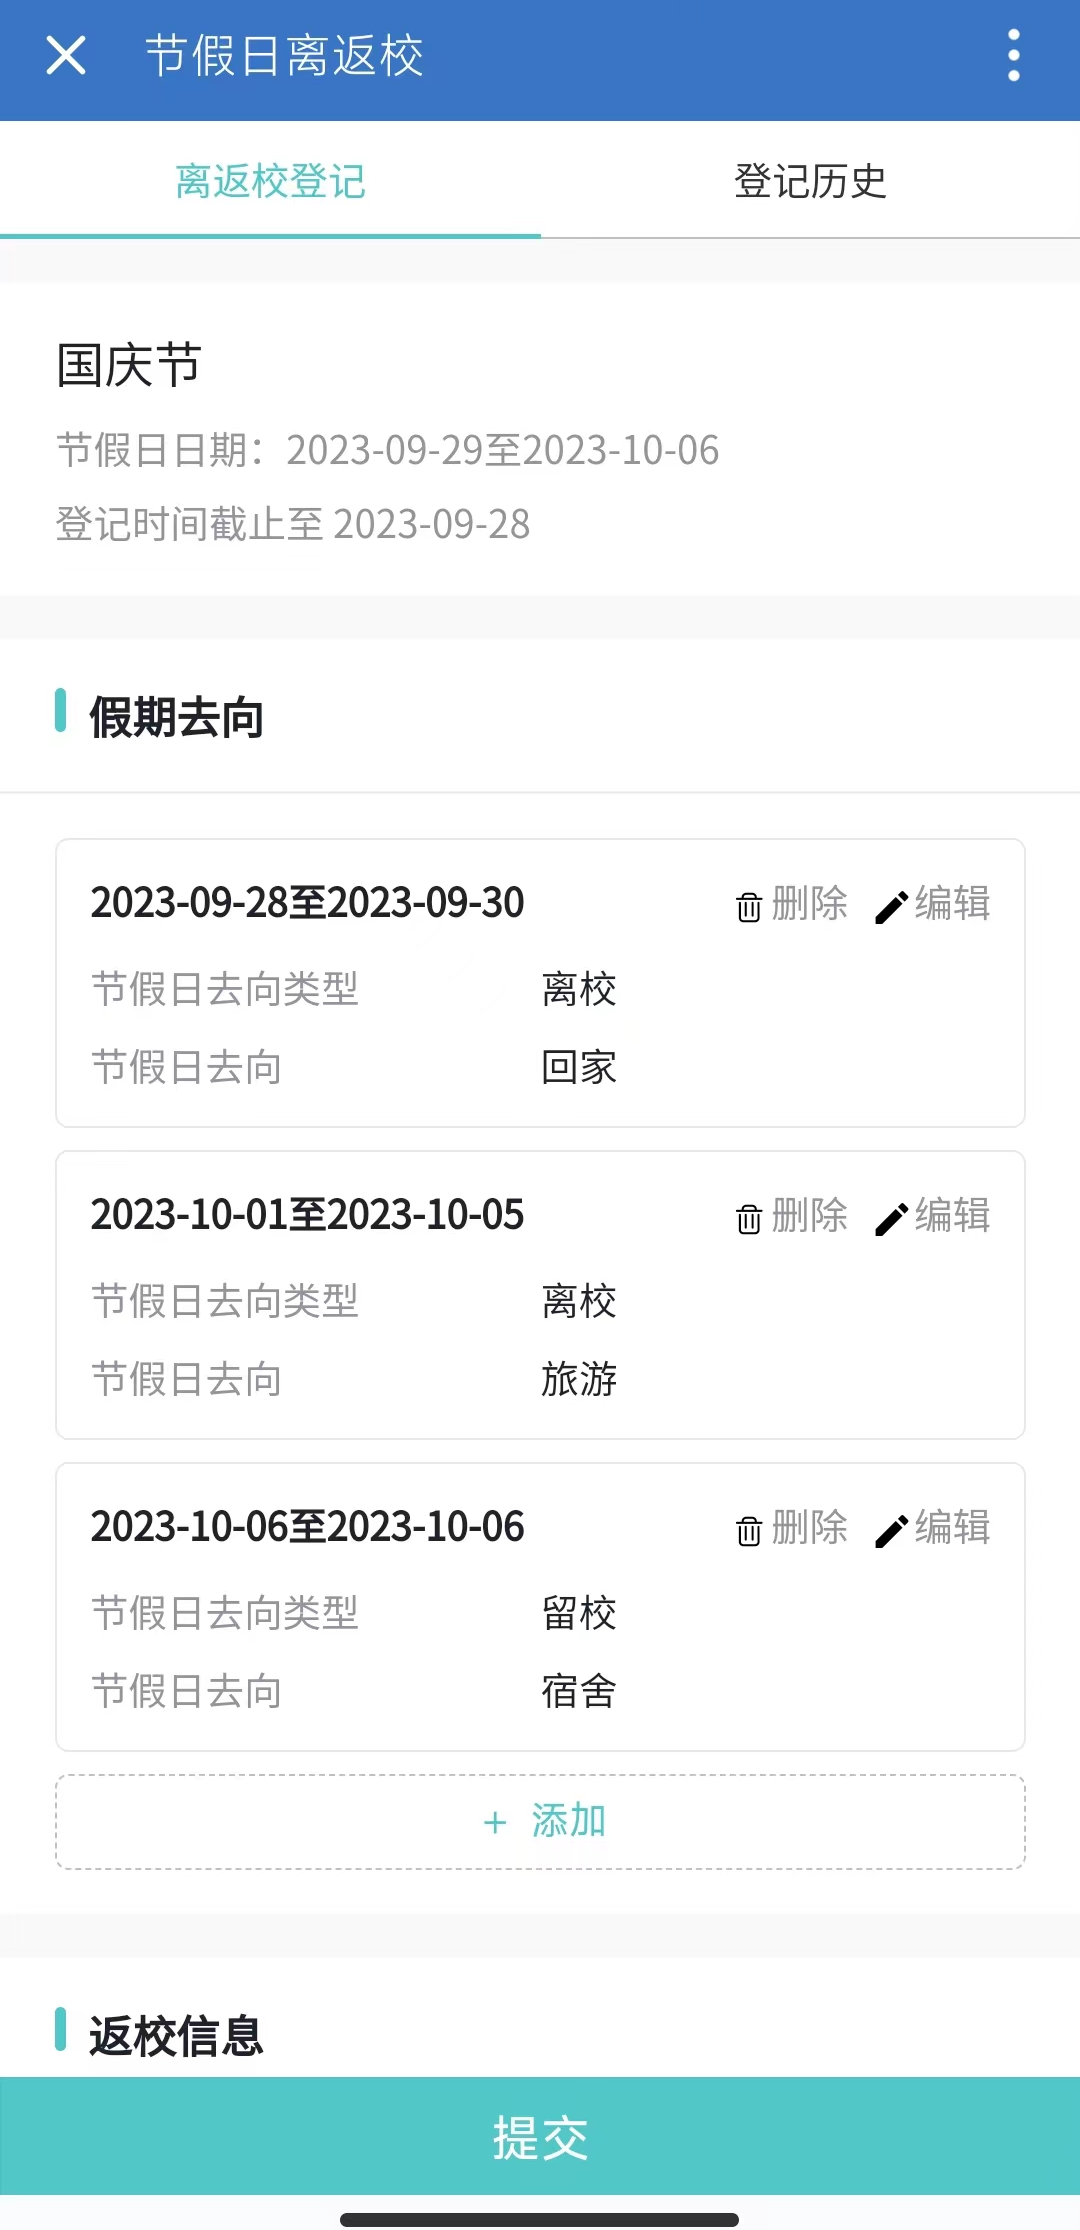 节假日离返校
离返校登记 登记历史
国庆节
节假日日期：2023-09-29至2023-10-06
登记时间截止至 2023-09-28
假期去向
2023-09-28至2023-09-30 删除 编辑
节假日去向类型 离校
节假日去向 回家
2023-10-01至2023-10-05 删除 编辑
节假日去向类型 离校
节假日去向 旅游
2023-10-06至2023-10-06 删除 编辑
节假日去向类型 留校
节假日去向 宿舍
+ 添加
返校信息
提交